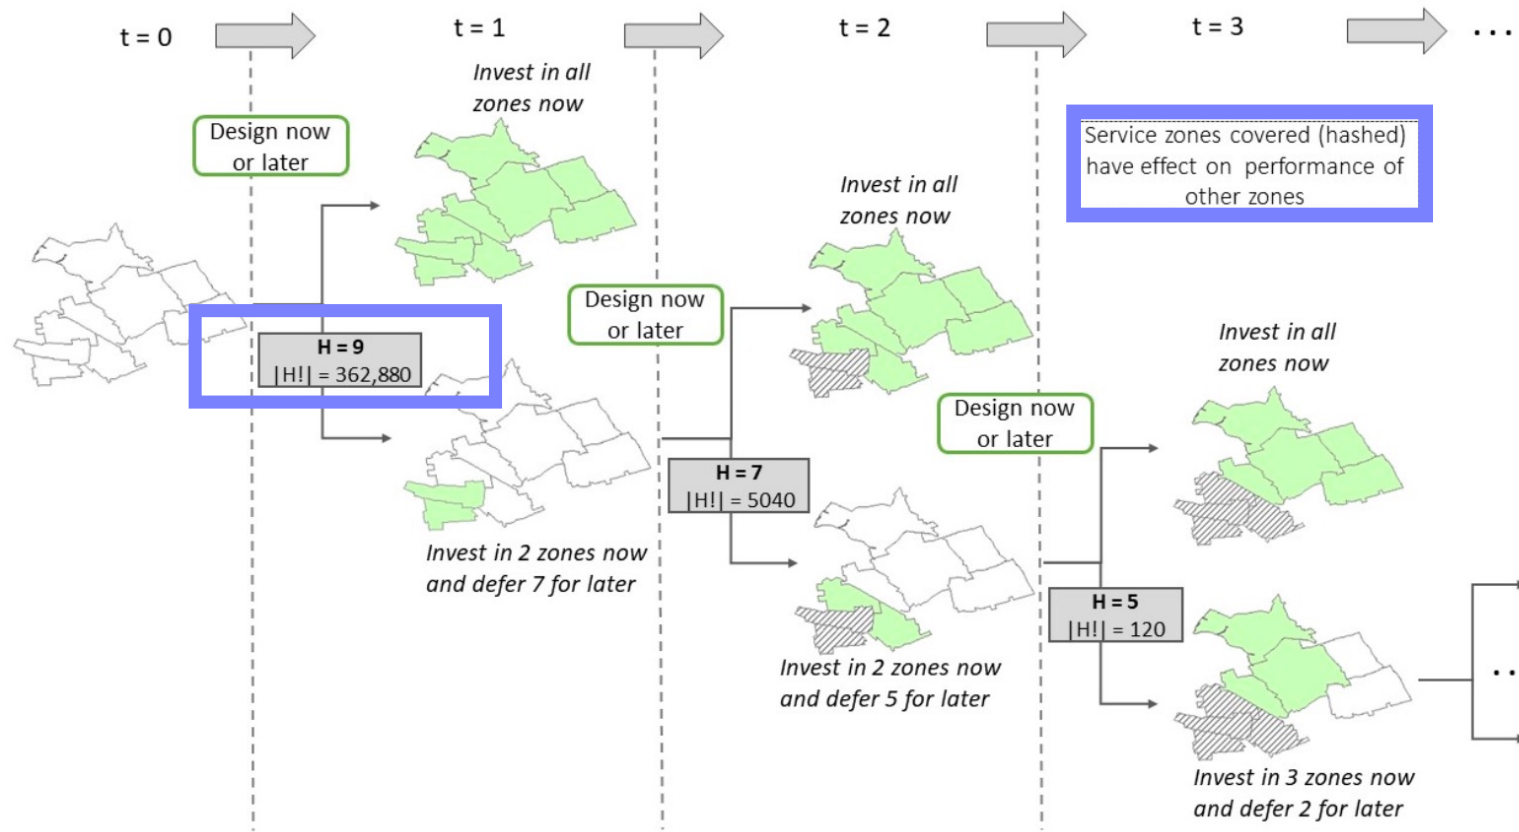 t = 0
t = 1
t = 2
t = 3
...
Invest in all
zones now
Design now
or later
Service zones covered (hashed)
have effect on performance of
other zones
Invest in all
zones now
Design now
or later
H = 9
|H!| = 362,880
Invest in all
zones now
Design now
or later
H = 7
|H!| = 5040
Invest in 2 zones now
and defer 7 for later
H = 5
|H!| = 120
Invest in 2 zones now
and defer 5 for later
..
Invest in 3 zones now
and defer 2 for later